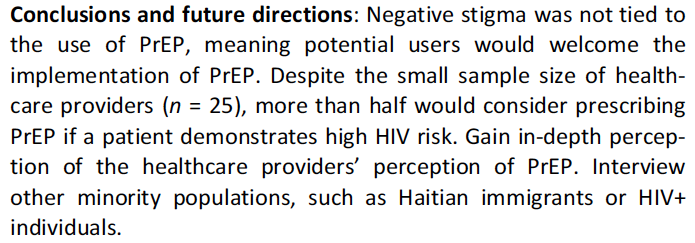 Conclusions and future directions: Negative stigma was not tied to
the use of PrEP, meaning potential users would welcome the
implementation of PrEP. Despite the small sample size of health-
care providers (n = 25), more than half would consider prescribing
PrEP if a patient demonstrates high HIV risk. Gain in-depth percep-
tion of the healthcare providers’ perception of PrEP. Interview
other minority populations, such as Haitian immigrants or HIV+
individuals.